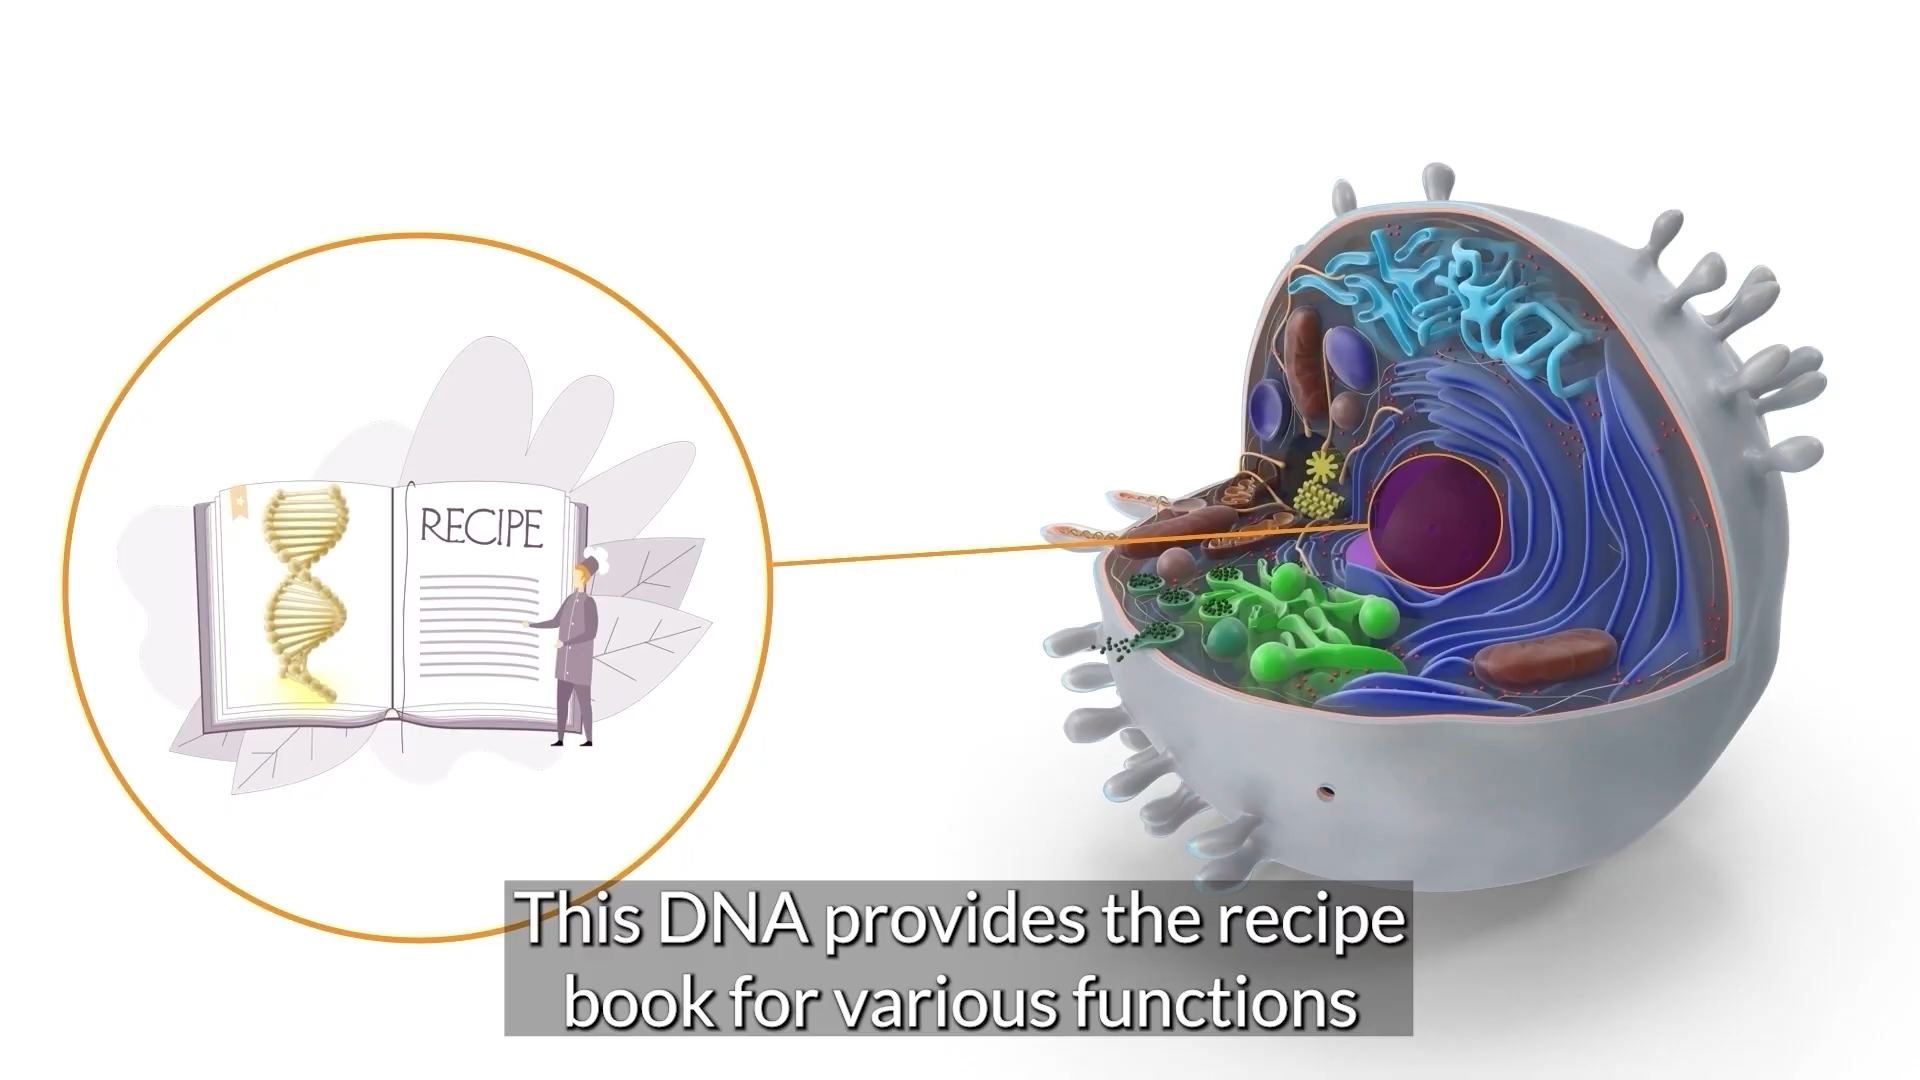 RECIPE
This DNA provides the recipe
book for various functions